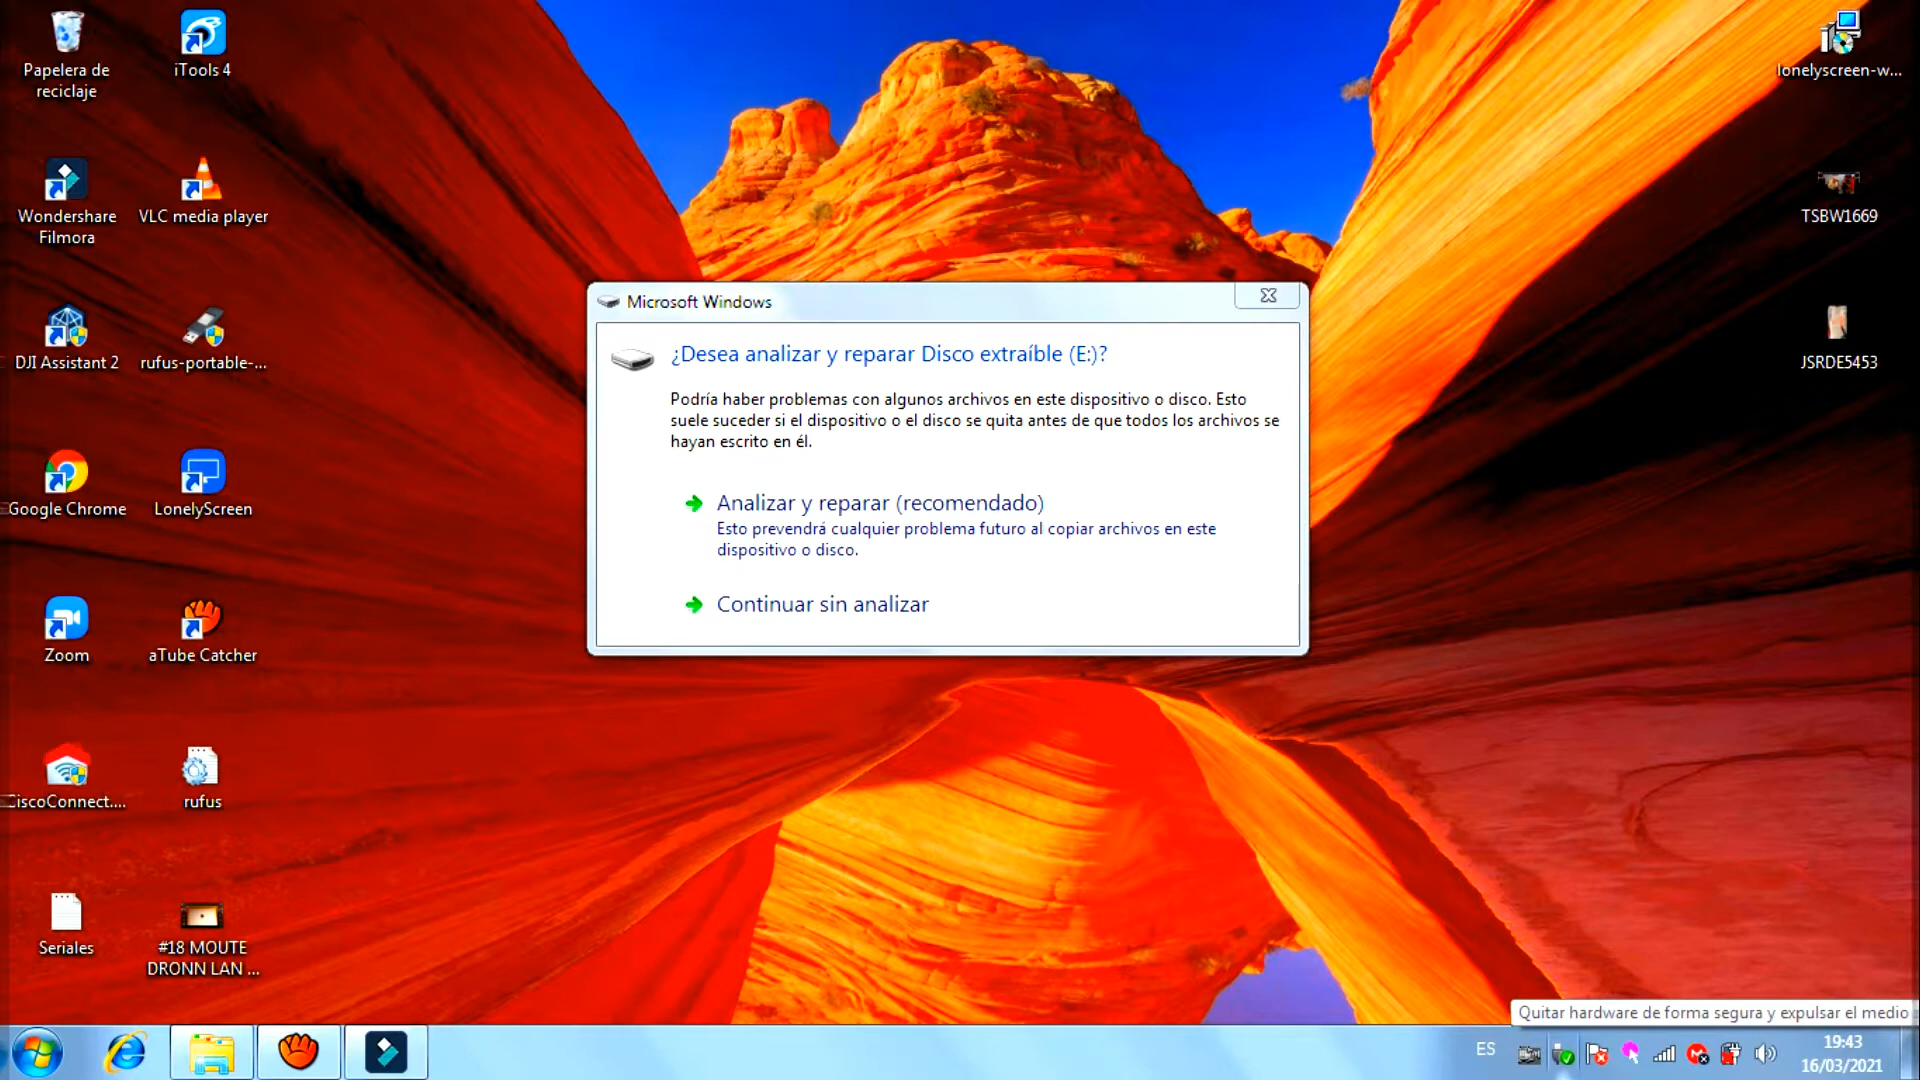 Papelera de
reciclaje
iTools 4
Wondershare
Filmora
VLC media player
DJI Assistant 2
rufus-portable-...
Google Chrome
LonelyScreen
Zoom
aTube Catcher
CiscoConnect....
rufus
Seriales
#18 MOUTE
DRONN LAN ...
Microsoft Windows
¿Desea analizar y reparar Disco extraíble (E:)?
Podría haber problemas con algunos archivos en este dispositivo o disco. Esto
suele suceder si el dispositivo o el disco se quita antes de que todos los archivos se
hayan escrito en él.
Analizar y reparar (recomendado)
Esto prevendrá cualquier problema futuro al copiar archivos en este
dispositivo o disco.
Continuar sin analizar
lonelyscreen-w...
TSBW1669
JSRDE5453
Quitar hardware de forma segura y expulsar el medio
ES
19:43
16/03/2021